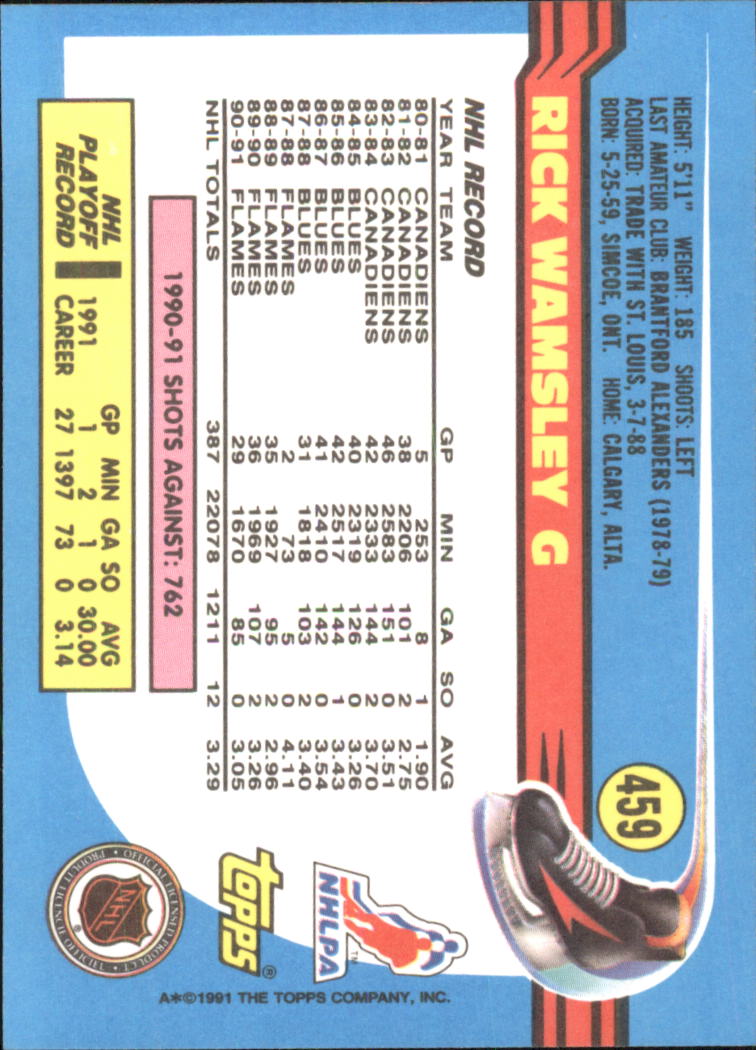 HEIGHT: 5'11" WEIGHT: 185 SHOOTS: LEFT
LAST AMATEUR CLUB: BRANTFORD ALEXANDERS (1978-79)
ACQUIRED: TRADE WITH ST. LOUIS, 3-7-88
BORN: 5-25-59, SIMCOE, ONT. HOME: CALGARY, ALTA.
459
RICK WAMSLEY G
NHL RECORD
YEAR TEAM GP MIN GA SO AVG
80-81 CANADIENS 5 253 8 1 1.90
81-82 CANADIENS 38 2206 101 2 2.75
82-83 CANADIENS 46 2583 151 0 3.51
83-84 CANADIENS 42 2333 144 2 3.70
84-85 BLUES 40 2319 126 0 3.26
85-86 BLUES 42 2517 144 1 3.43
86-87 BLUES 41 2410 142 0 3.54
87-88 BLUES 31 1818 103 2 3.40
87-88 FLAMES 2 73 5 0 4.11
88-89 FLAMES 35 1927 95 2 2.96
89-90 FLAMES 36 1969 107 2 3.26
90-91 FLAMES 29 1670 85 0 3.05
NHL TOTALS 387 22078 1211 12 3.29
1990-91 SHOTS AGAINST: 762
NHL PLAYOFF RECORD
GP MIN GA SO AVG
1991 1 2 1 0 30.00
CAREER 27 1397 73 0 3.14
NHLPA™
TOPPS®
NHL
OFFICIAL LICENSED PRODUCT • PRODUIT LICENCIÉ OFFICIEL •
®
A*©1991 THE TOPPS COMPANY, INC.